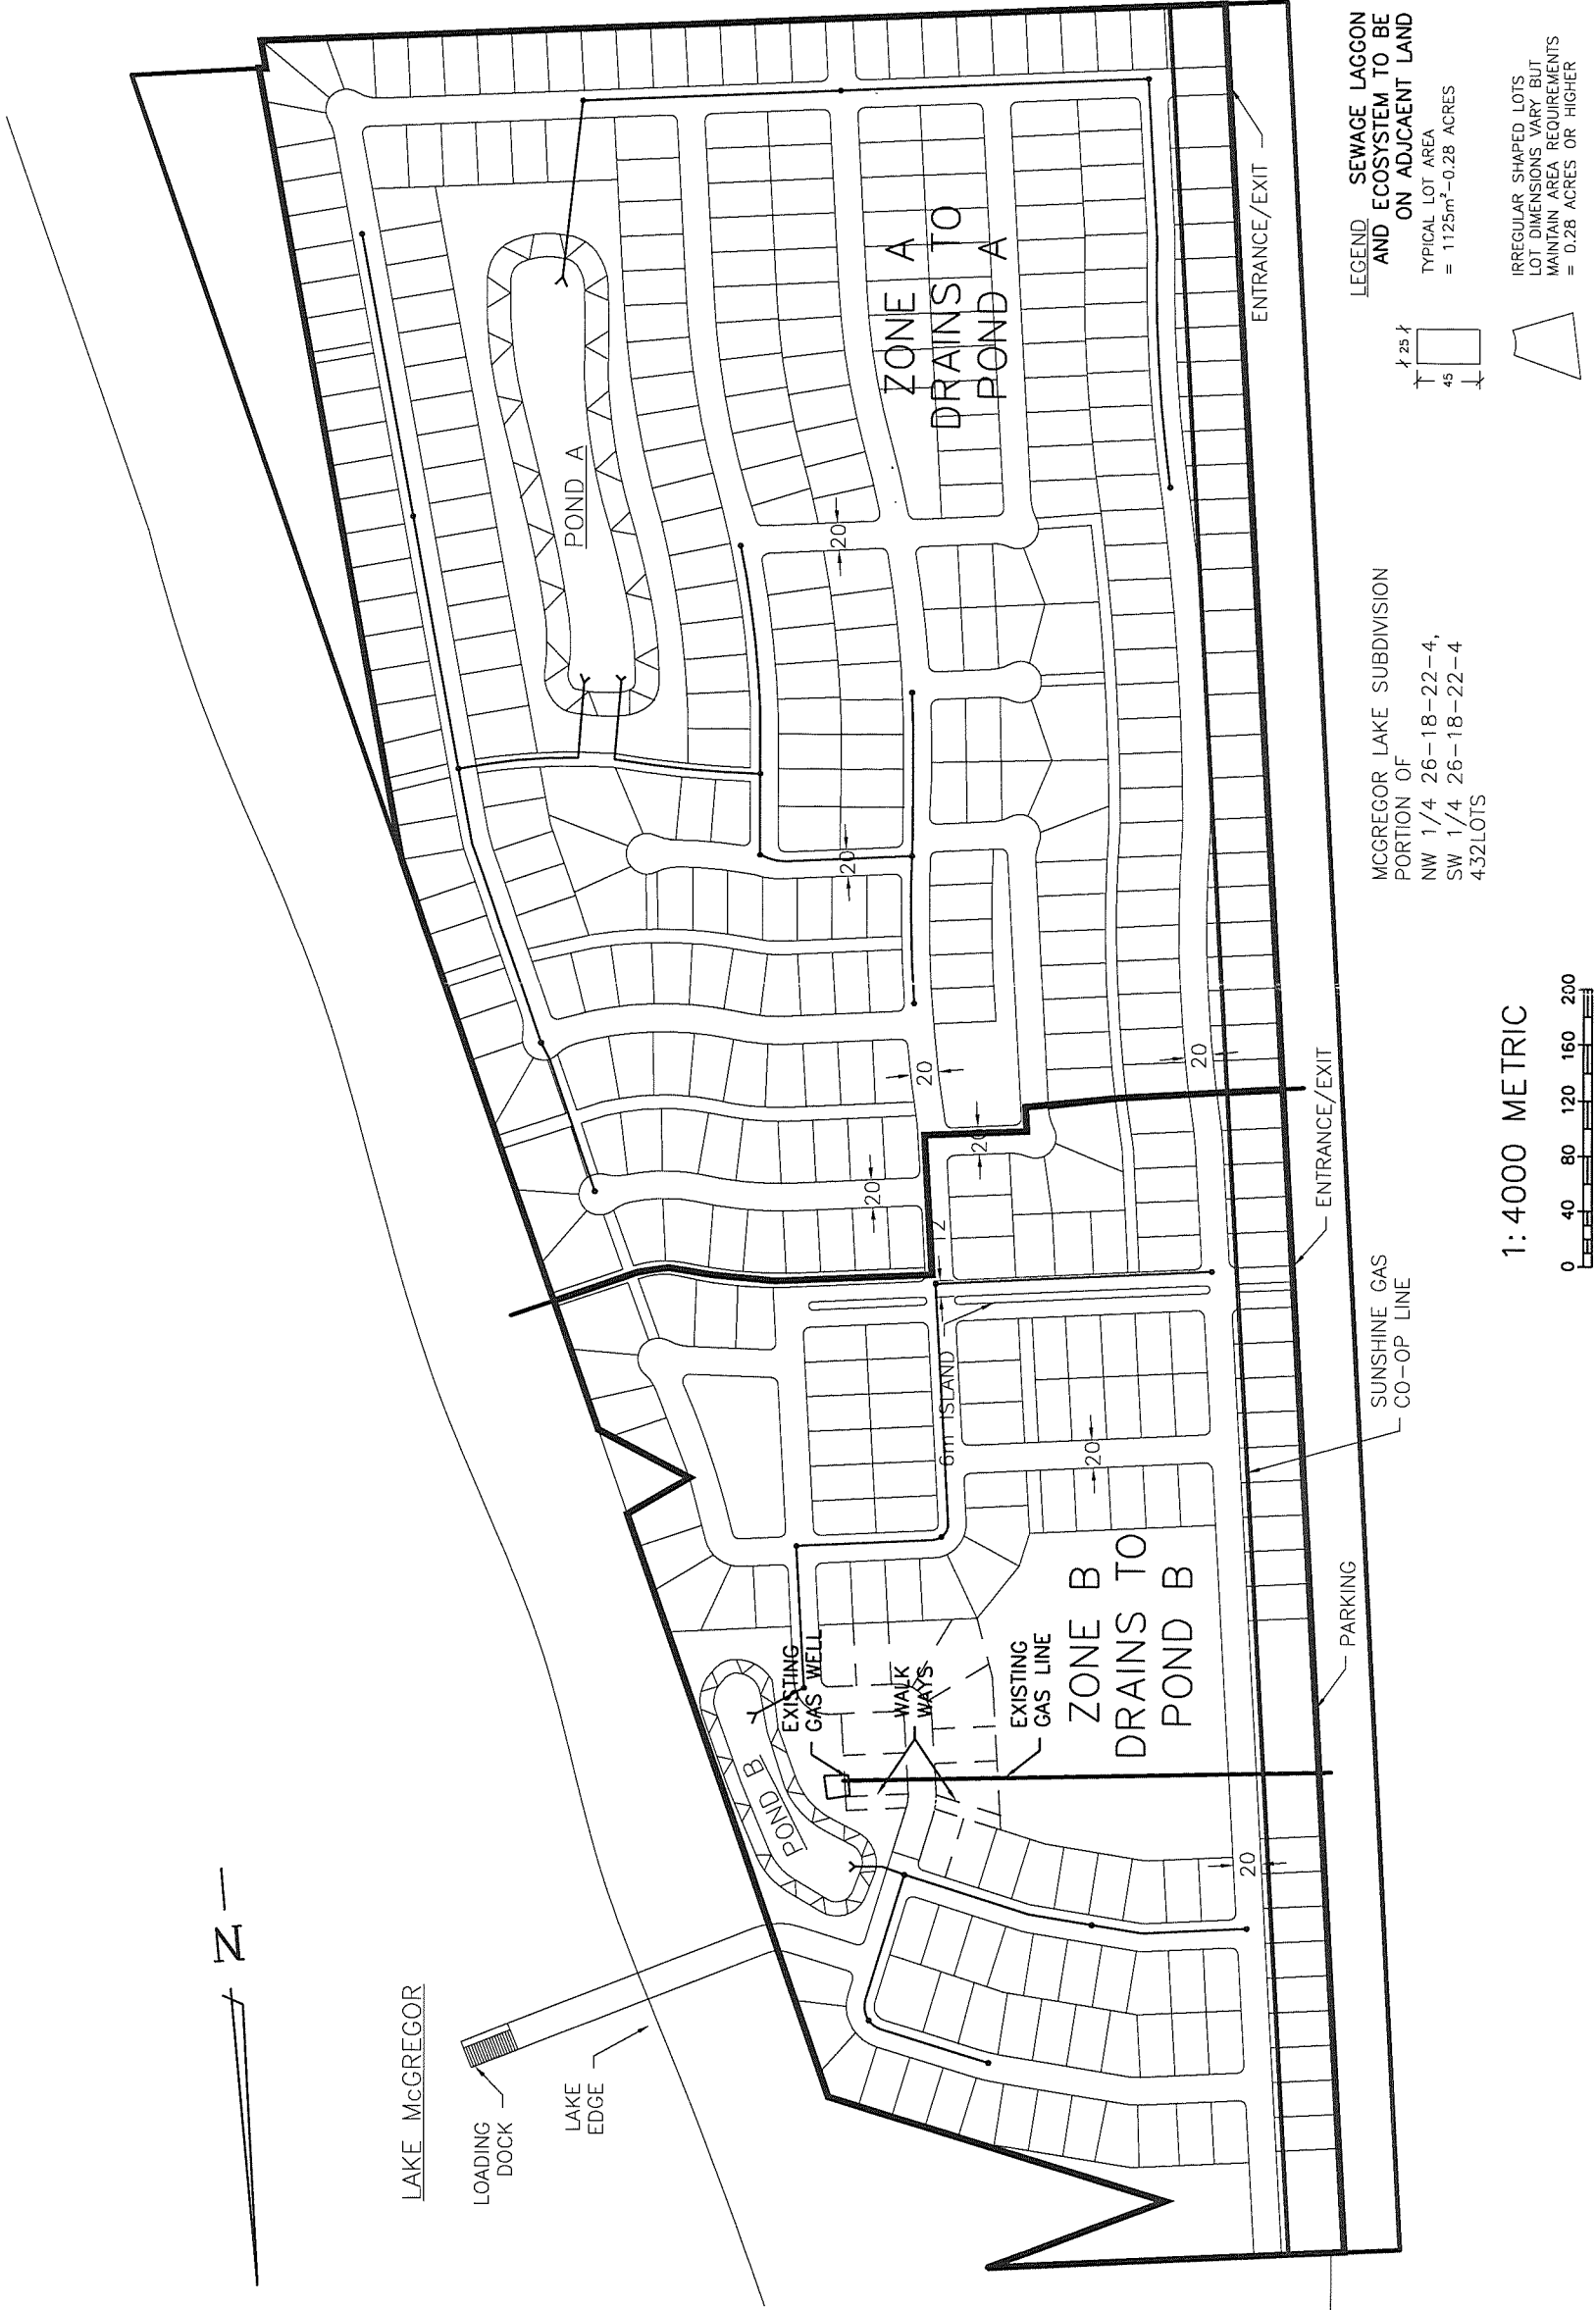 N
LAKE McGREGOR
LOADING
DOCK
LAKE
EDGE
POND A
POND B
ZONE A
DRAINS TO
POND A
ZONE B
DRAINS TO
POND B
EXISTING
GAS WELL
WALK
WAYS
EXISTING
GAS LINE
6m ISLAND
20
20
20
20
20
20
20
20
ENTRANCE/EXIT
ENTRANCE/EXIT
PARKING
SUNSHINE GAS
CO-OP LINE
MCGREGOR LAKE SUBDIVISION
PORTION OF
NW 1/4 26-18-22-4,
SW 1/4 26-18-22-4
432LOTS
1:4000 METRIC
0 40 80 120 160 200
LEGEND SEWAGE LAGGON
AND ECOSYSTEM TO BE
ON ADJCAENT LAND
25
45
TYPICAL LOT AREA
= 1125m²-0.28 ACRES
IRREGULAR SHAPED LOTS
LOT DIMENSIONS VARY BUT
MAINTAIN AREA REQUIREMENTS
= 0.28 ACRES OR HIGHER